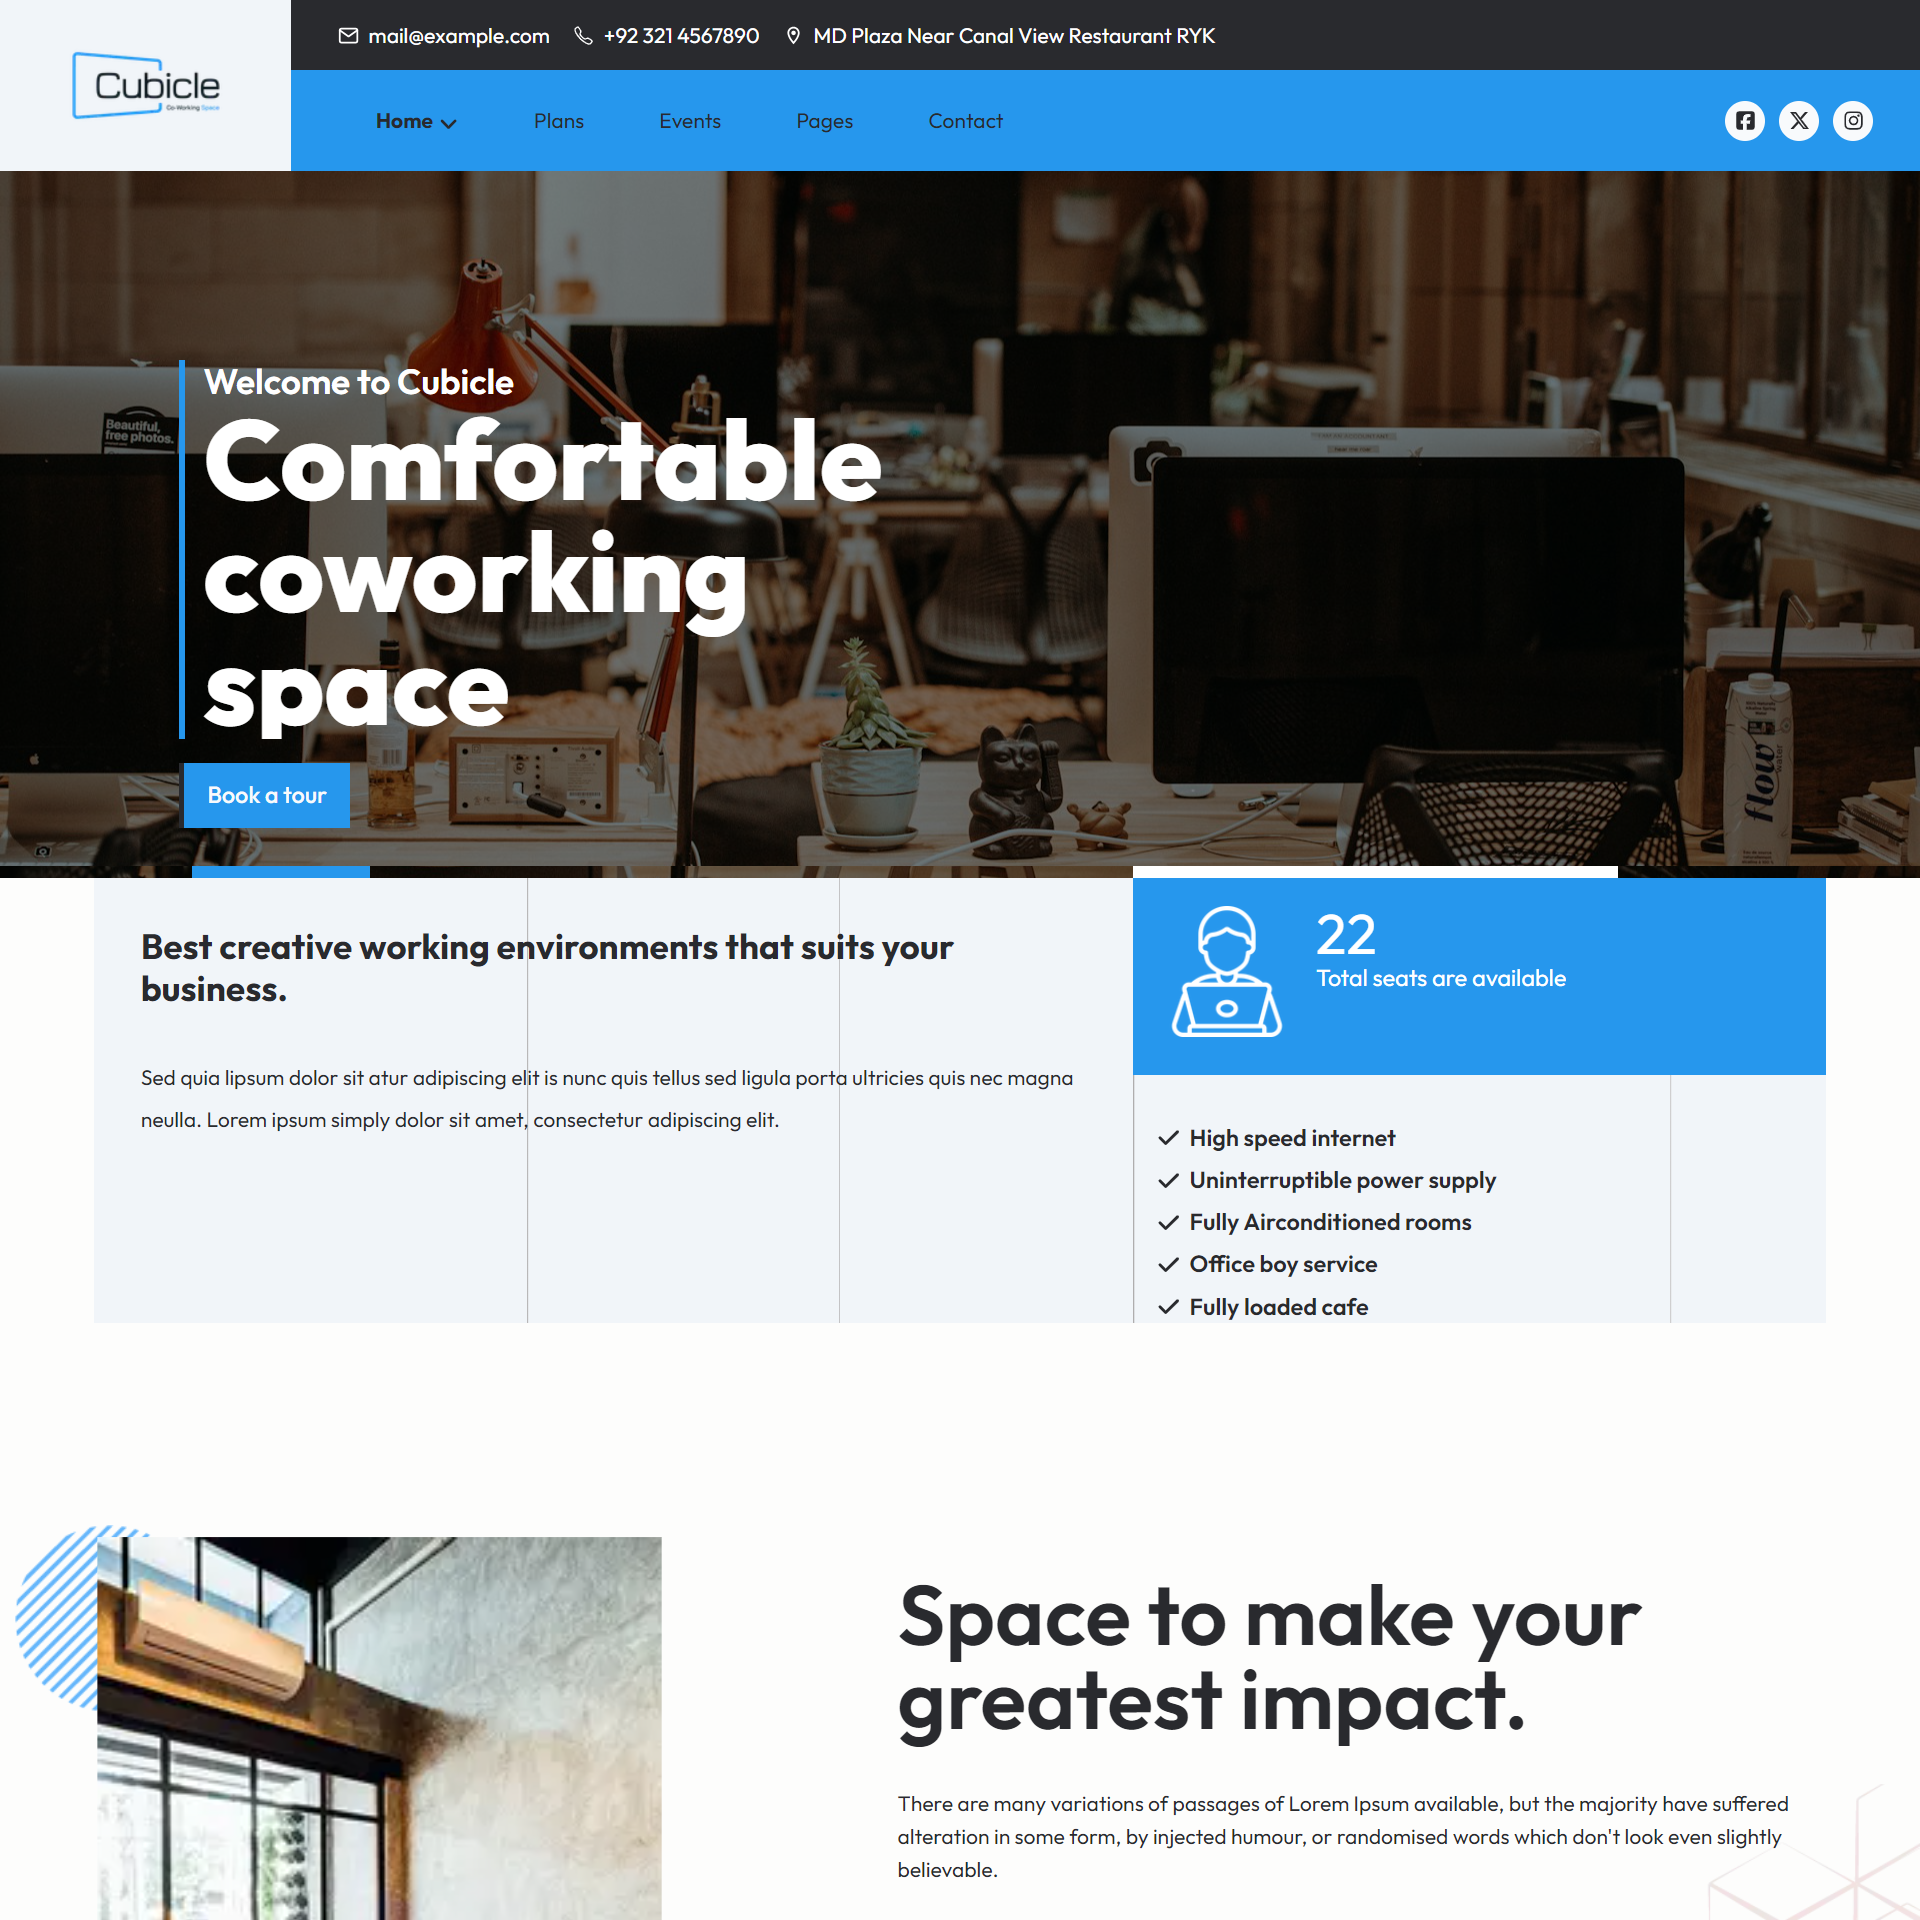 Cubicle
Co-Working Space
mail@example.com +92 321 4567890 MD Plaza Near Canal View Restaurant RYK
Home Plans Events Pages Contact
Beautiful,
free photos.
Welcome to Cubicle
Comfortable
coworking
space
flow
water
Book a tour
Best creative working environments that suits your
business.
Sed quia lipsum dolor sit atur adipiscing elit is nunc quis tellus sed ligula porta ultricies quis nec magna
neulla. Lorem ipsum simply dolor sit amet, consectetur adipiscing elit.
22
Total seats are available
High speed internet
Uninterruptible power supply
Fully Airconditioned rooms
Office boy service
Fully loaded cafe
Space to make your
greatest impact.
There are many variations of passages of Lorem Ipsum available, but the majority have suffered
alteration in some form, by injected humour, or randomised words which don't look even slightly
believable.